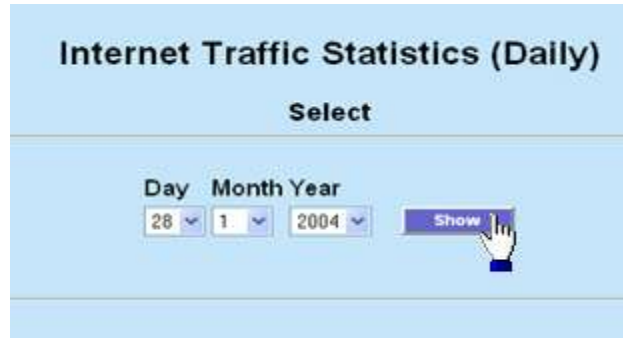 Internet Traffic Statistics (Daily)
Select
Day Month Year
28 1 2004 Show